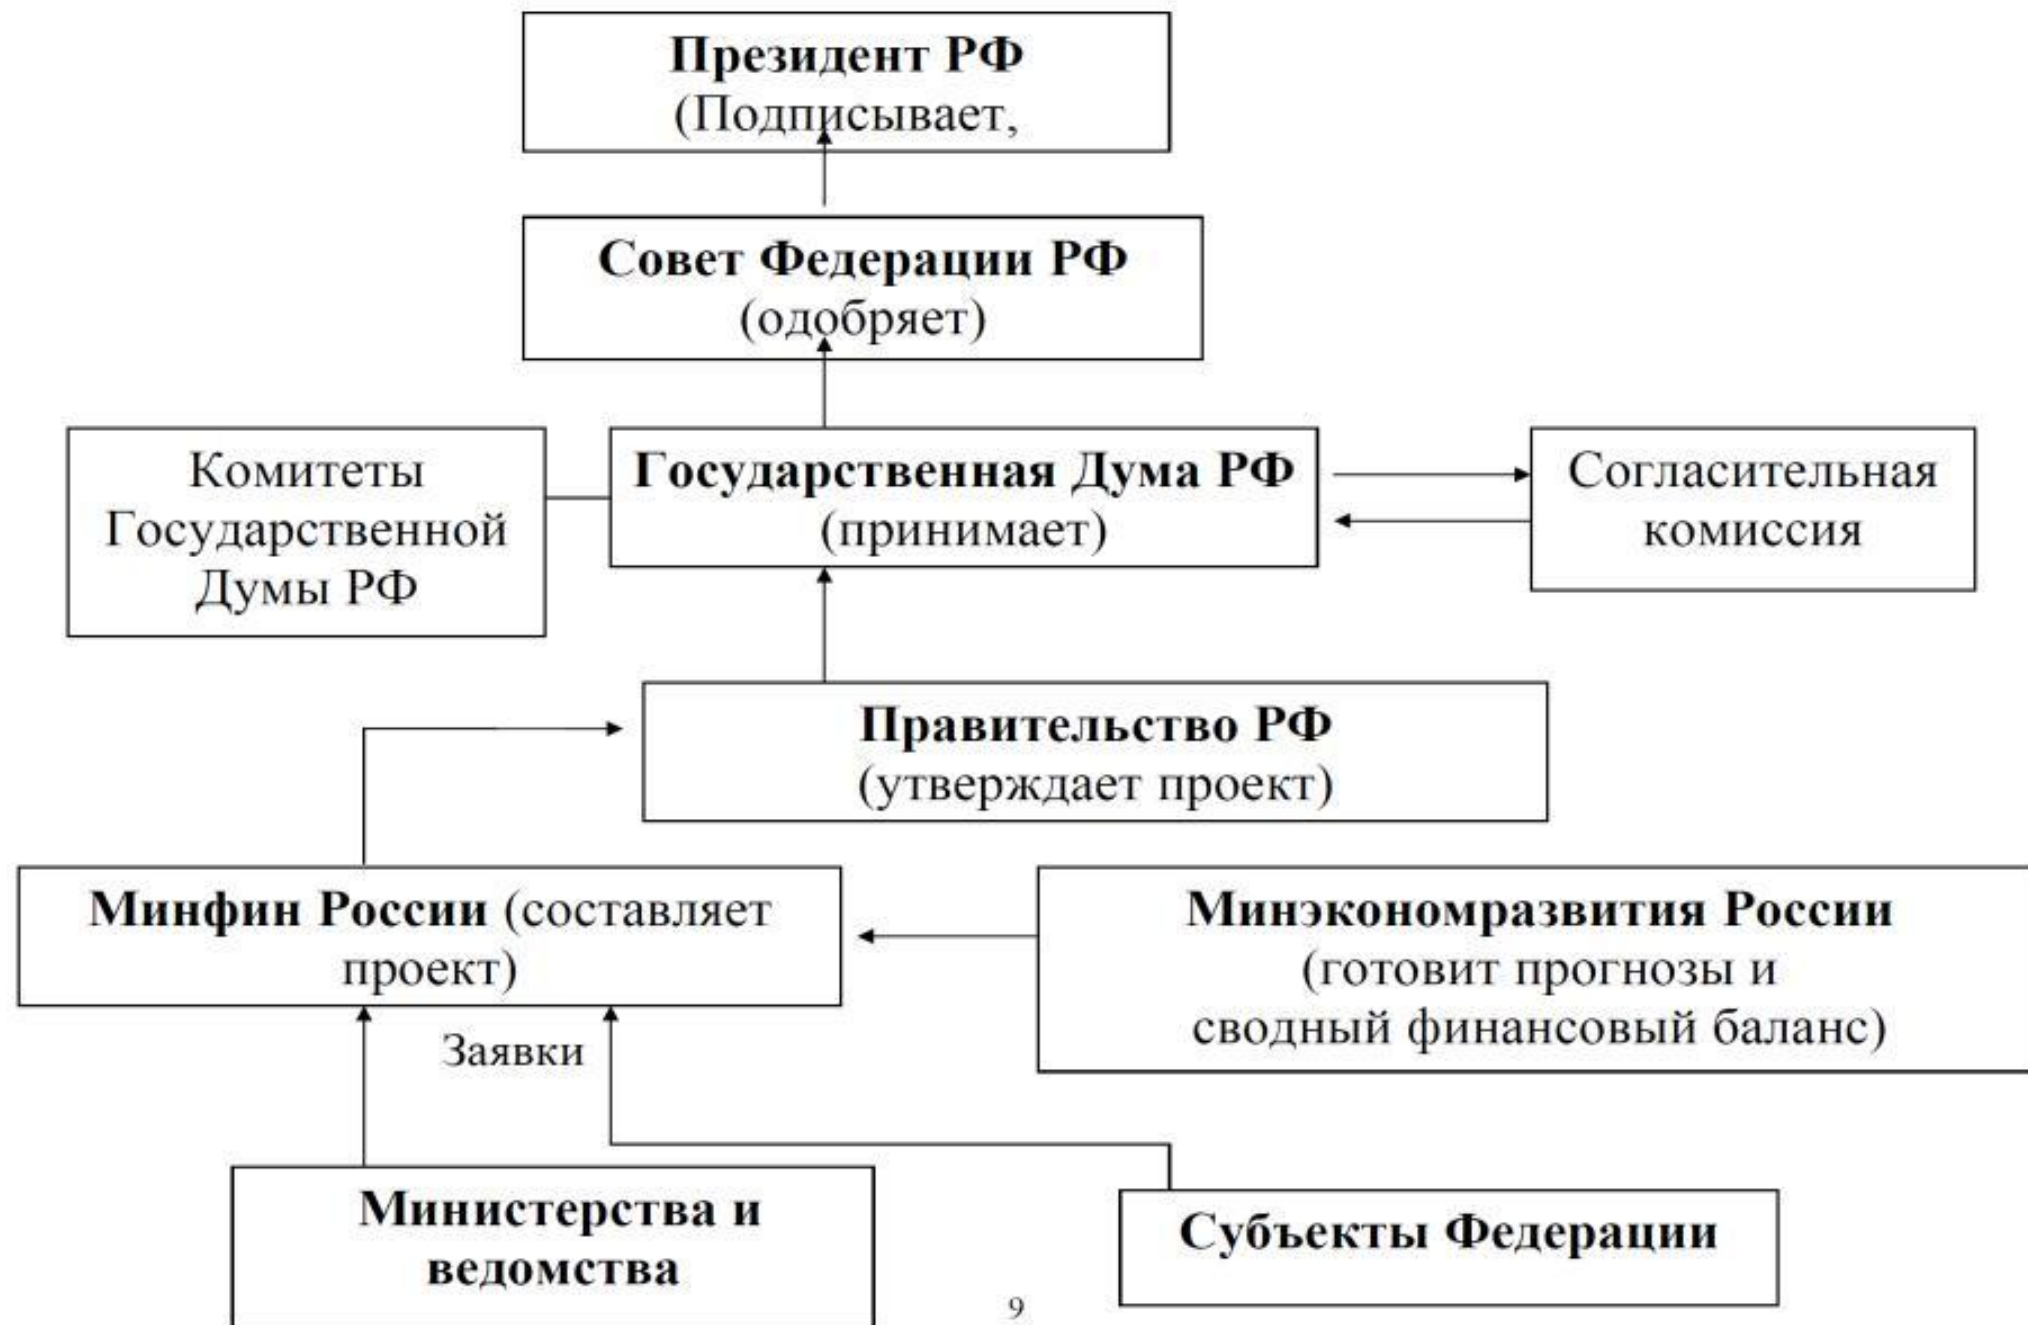 Президент РФ
(Подписывает,
Совет Федерации РФ
(одобряет)
Комитеты
Государственной
Думы РФ
Государственная Дума РФ
(принимает)
Согласительная
комиссия
Правительство РФ
(утверждает проект)
Минфин России (составляет
проект)
Минэкономразвития России
(готовит прогнозы и
сводный финансовый баланс)
Заявки
Министерства и
ведомства
Субъекты Федерации
9